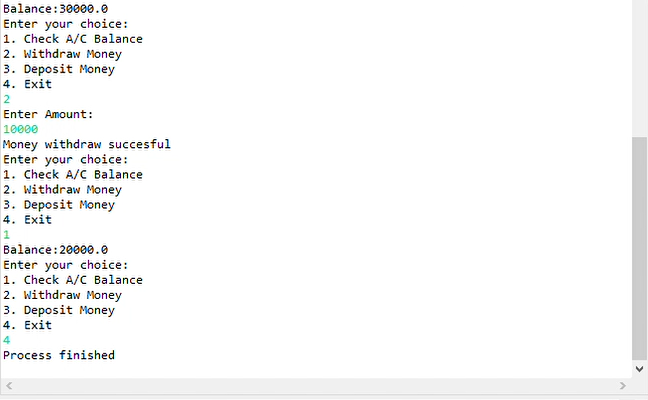 Balance:30000.0
Enter your choice:
1. Check A/C Balance
2. Withdraw Money
3. Deposit Money
4. Exit
2
Enter Amount:
10000
Money withdraw succesful
Enter your choice:
1. Check A/C Balance
2. Withdraw Money
3. Deposit Money
4. Exit
1
Balance:20000.0
Enter your choice:
1. Check A/C Balance
2. Withdraw Money
3. Deposit Money
4. Exit
4
Process finished